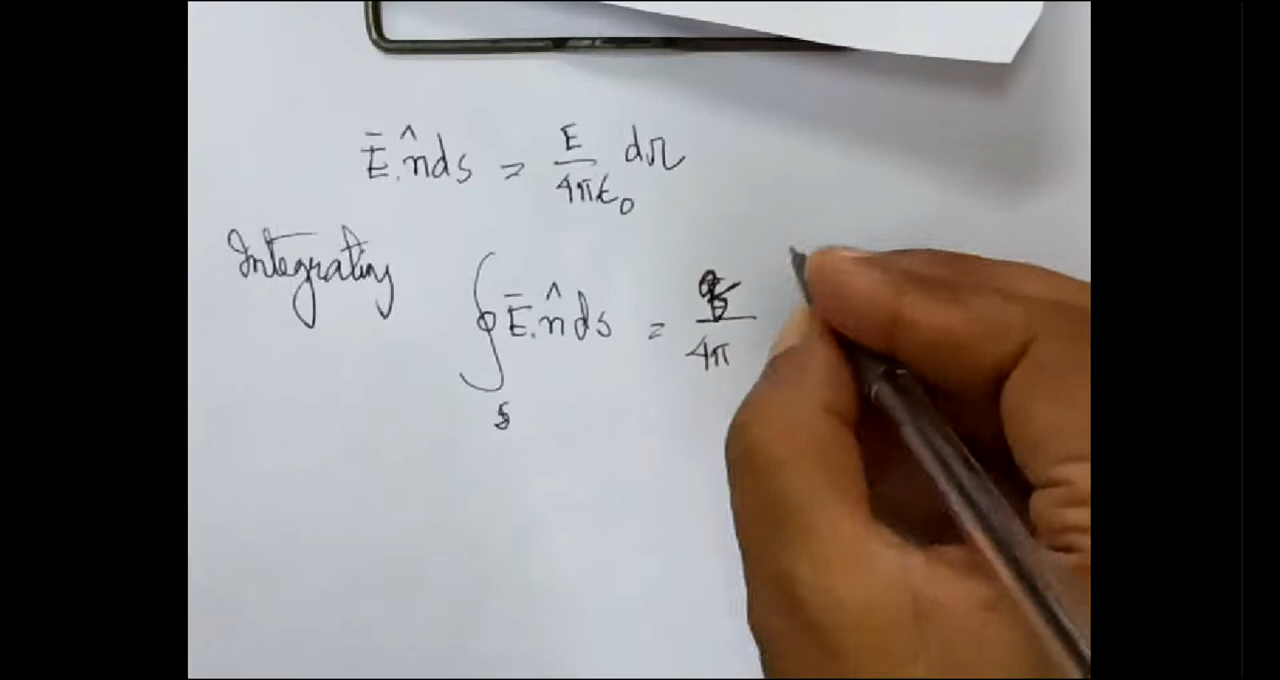 Ē.n̂ds = E/4πε₀ dΩ
Integrating ∮ₛ Ē.n̂ds = q/4π